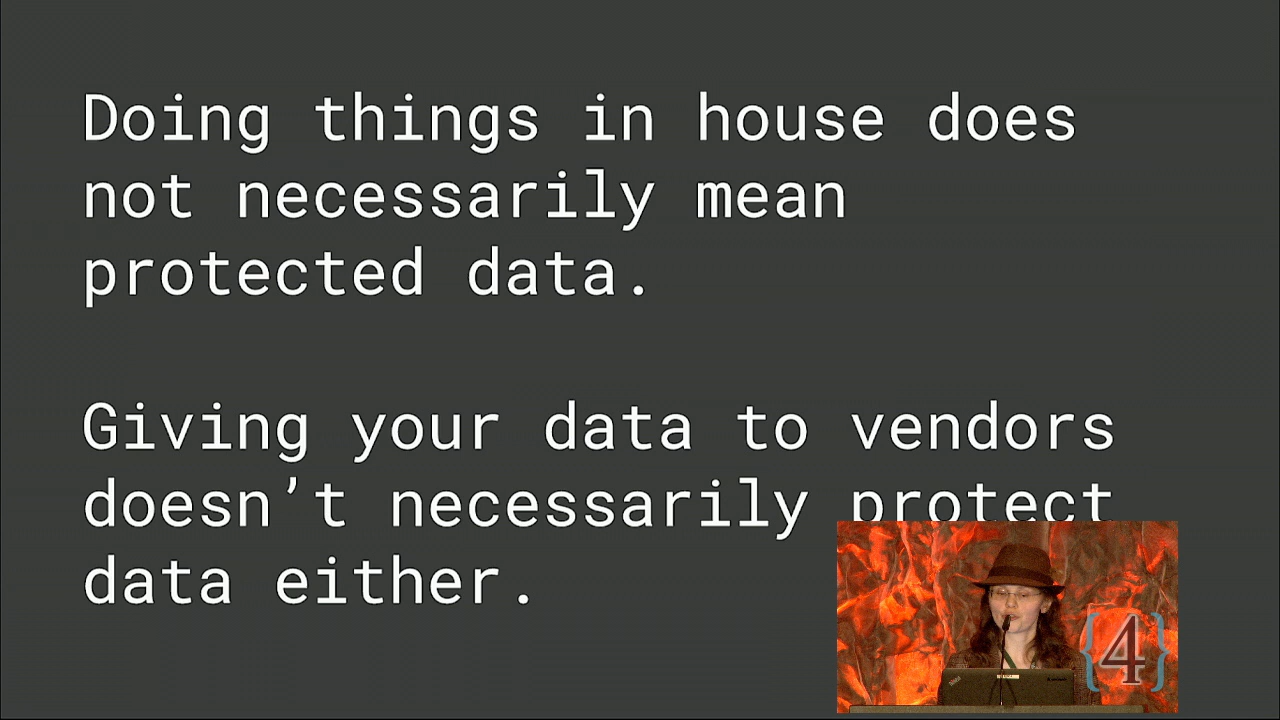 Doing things in house does
not necessarily mean
protected data.
Giving your data to vendors
doesn’t necessarily protect
data either.
{4}